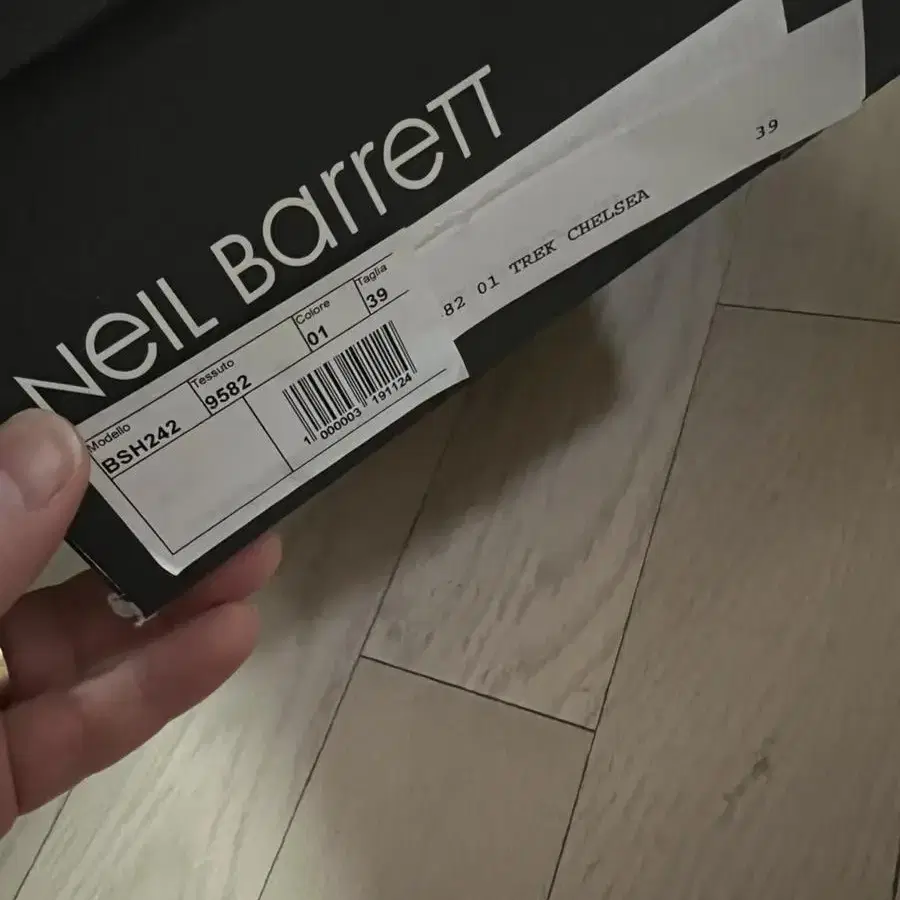 NEIL BarreTT
39
82 01 TREK CHELSEA
Modello Tessuto Colore Taglia
BSH242 9582 01 39
1 000003 191124